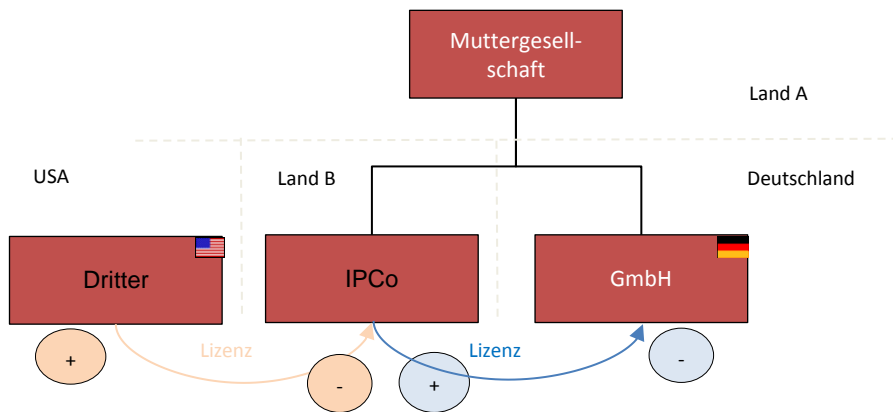 Muttergesell-
schaft
Land A
USA
Land B
Deutschland
Dritter
IPCo
GmbH
Lizenz
Lizenz
+
-
+
-